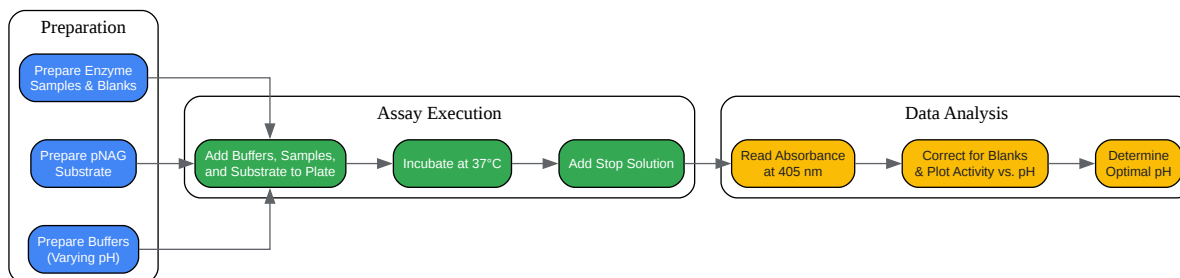 Preparation
Prepare Enzyme
Samples & Blanks
Prepare pNAG
Substrate
Prepare Buffers
(Varying pH)
Assay Execution
Add Buffers, Samples,
and Substrate to Plate
Incubate at 37°C
Add Stop Solution
Data Analysis
Read Absorbance
at 405 nm
Correct for Blanks
& Plot Activity vs. pH
Determine
Optimal pH